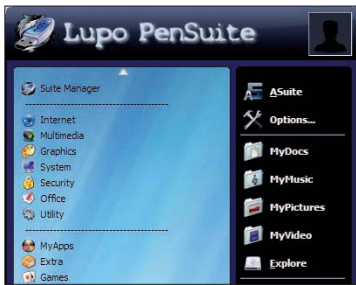 Lupo PenSuite
Suite Manager
Internet
Multimedia
Graphics
System
Security
Office
Utility
MyApps
Extra
Games
ASuite
Options...
MyDocs
MyMusic
MyPictures
MyVideo
Explore